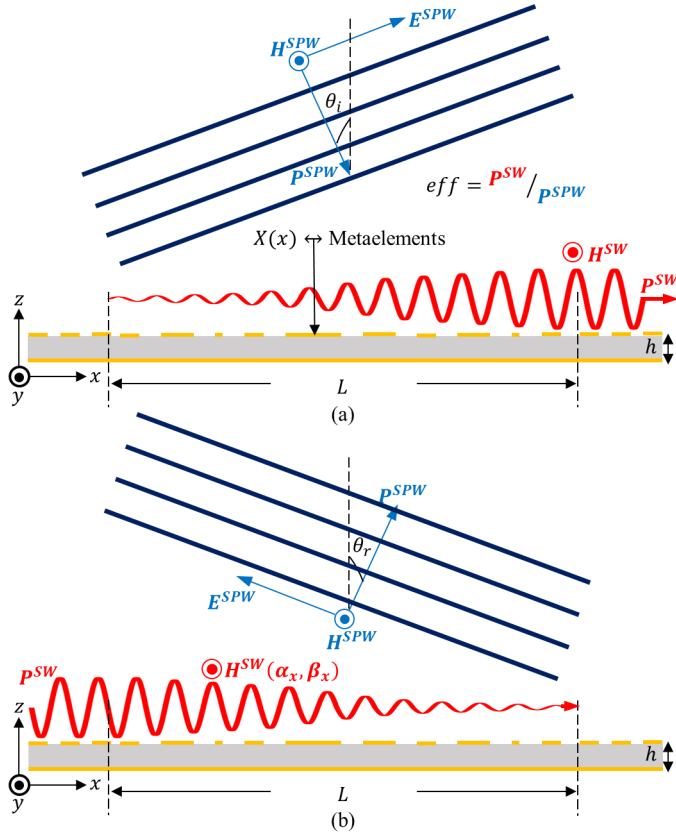 E^SPW
H^SPW
θ_i
P^SPW
eff = P^SW / P^SPW
X(x) ↔ Metaelements
H^SW
P^SW
z
h
x
y
L
(a)
P^SPW
θ_r
E^SPW
H^SPW
P^SW
H^SW(α_x, β_x)
z
h
x
y
L
(b)